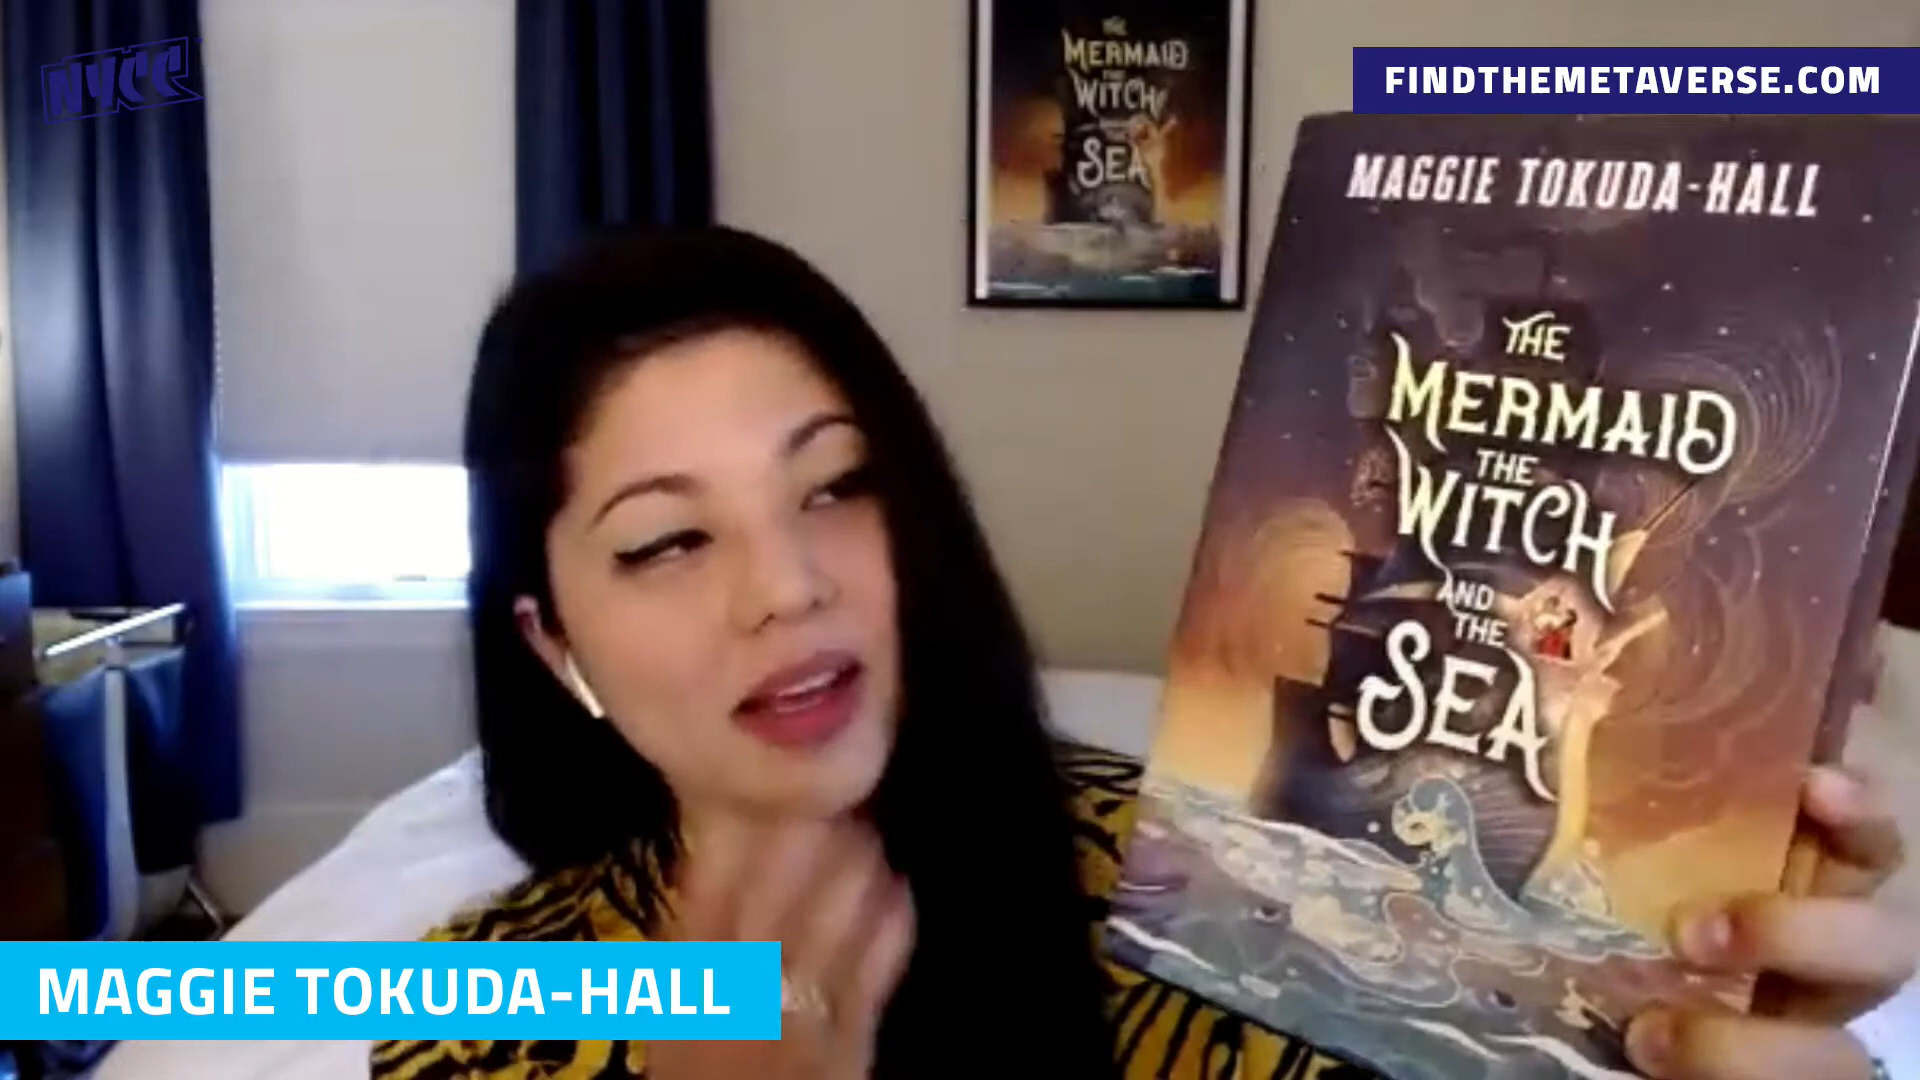 NYCC
FINDTHEMETAVERSE.COM
THE
MERMAID
THE
WITCH
AND THE
SEA
MAGGIE TOKUDA-HALL
THE
MERMAID
THE
WITCH
AND
THE
SEA
MAGGIE TOKUDA-HALL